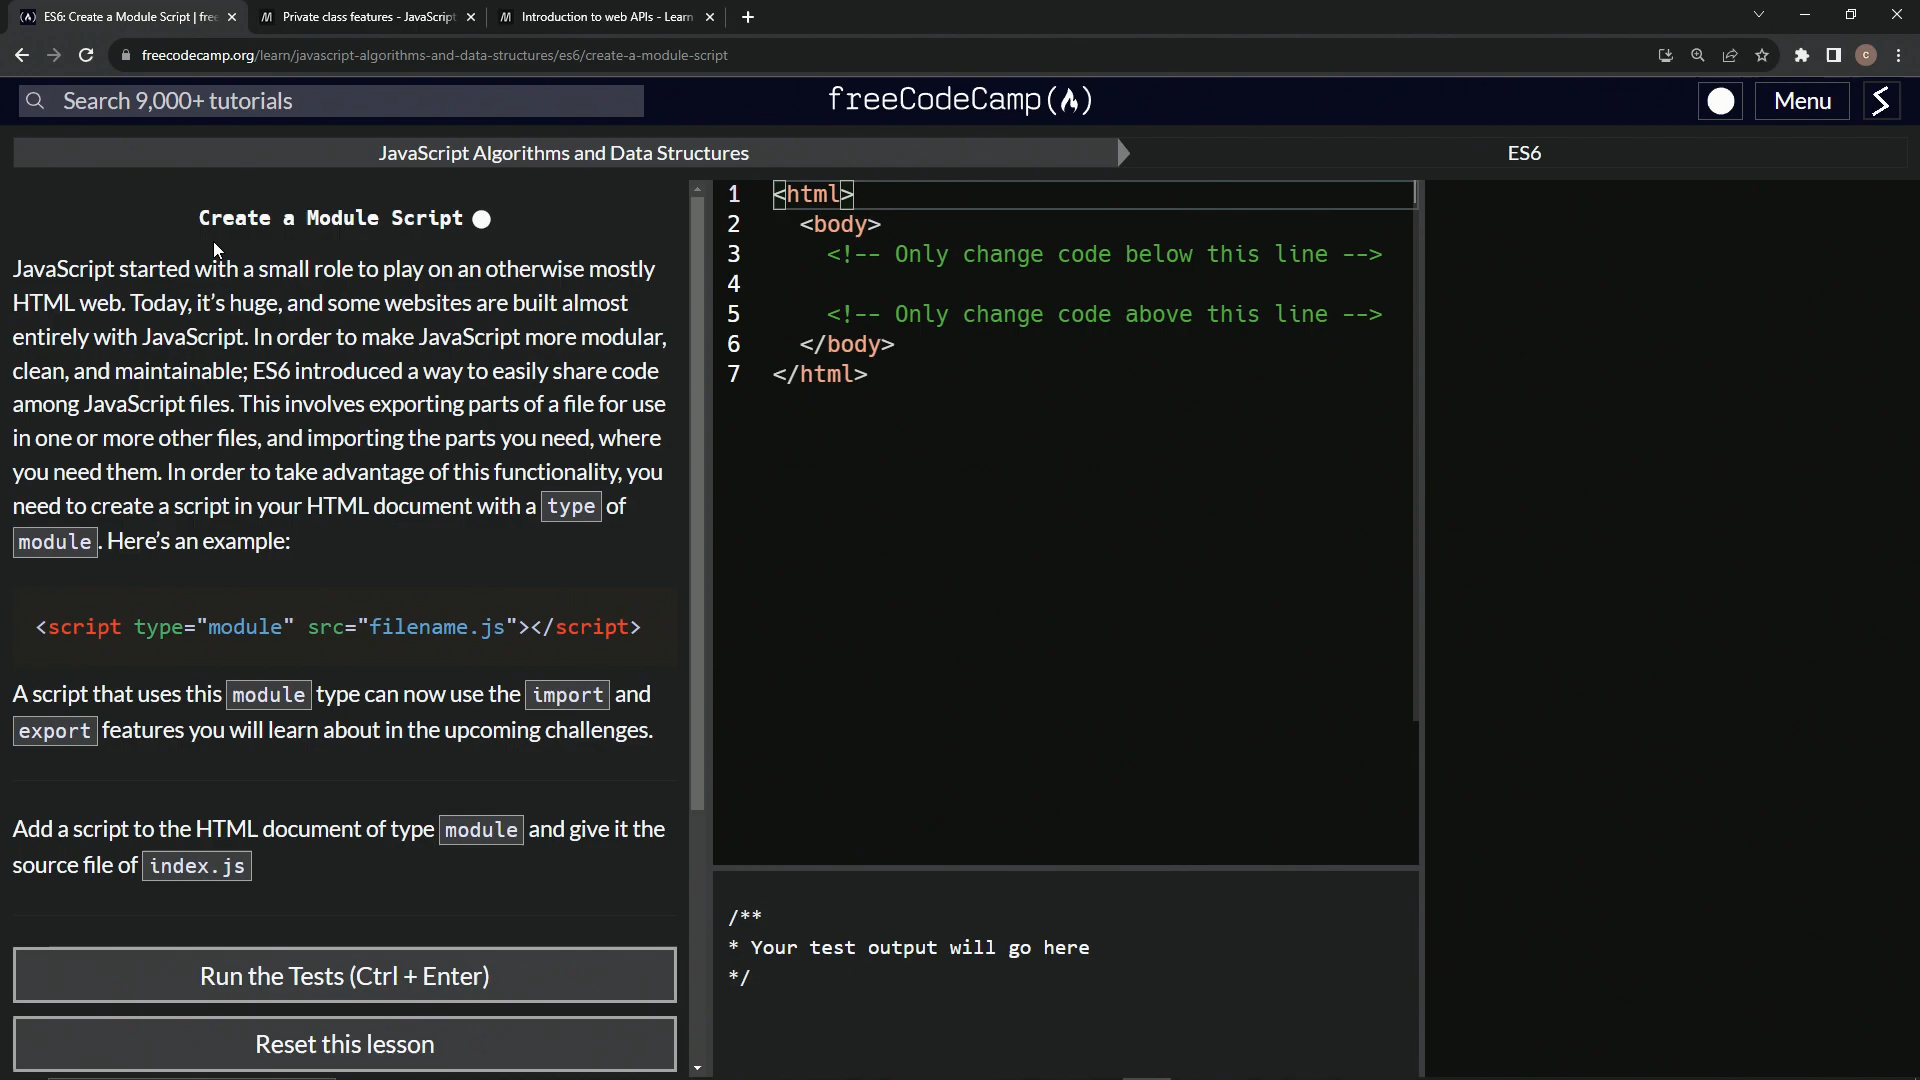 ES6: Create a Module Script | free
Private class features - JavaScript
Introduction to web APIs - Learn
freecodecamp.org/learn/javascript-algorithms-and-data-structures/es6/create-a-module-script
c
Search 9,000+ tutorials
freeCodeCamp
Menu
JavaScript Algorithms and Data Structures
ES6
Create a Module Script
JavaScript started with a small role to play on an otherwise mostly
HTML web. Today, it's huge, and some websites are built almost
entirely with JavaScript. In order to make JavaScript more modular,
clean, and maintainable; ES6 introduced a way to easily share code
among JavaScript files. This involves exporting parts of a file for use
in one or more other files, and importing the parts you need, where
you need them. In order to take advantage of this functionality, you
need to create a script in your HTML document with a type of
module. Here's an example:
<script type="module" src="filename.js"></script>
A script that uses this module type can now use the import and
export features you will learn about in the upcoming challenges.
Add a script to the HTML document of type module and give it the
source file of index.js
Run the Tests (Ctrl + Enter)
Reset this lesson
1 <html>
2 <body>
3 <!-- Only change code below this line -->
4
5 <!-- Only change code above this line -->
6 </body>
7 </html>
/**
* Your test output will go here
*/